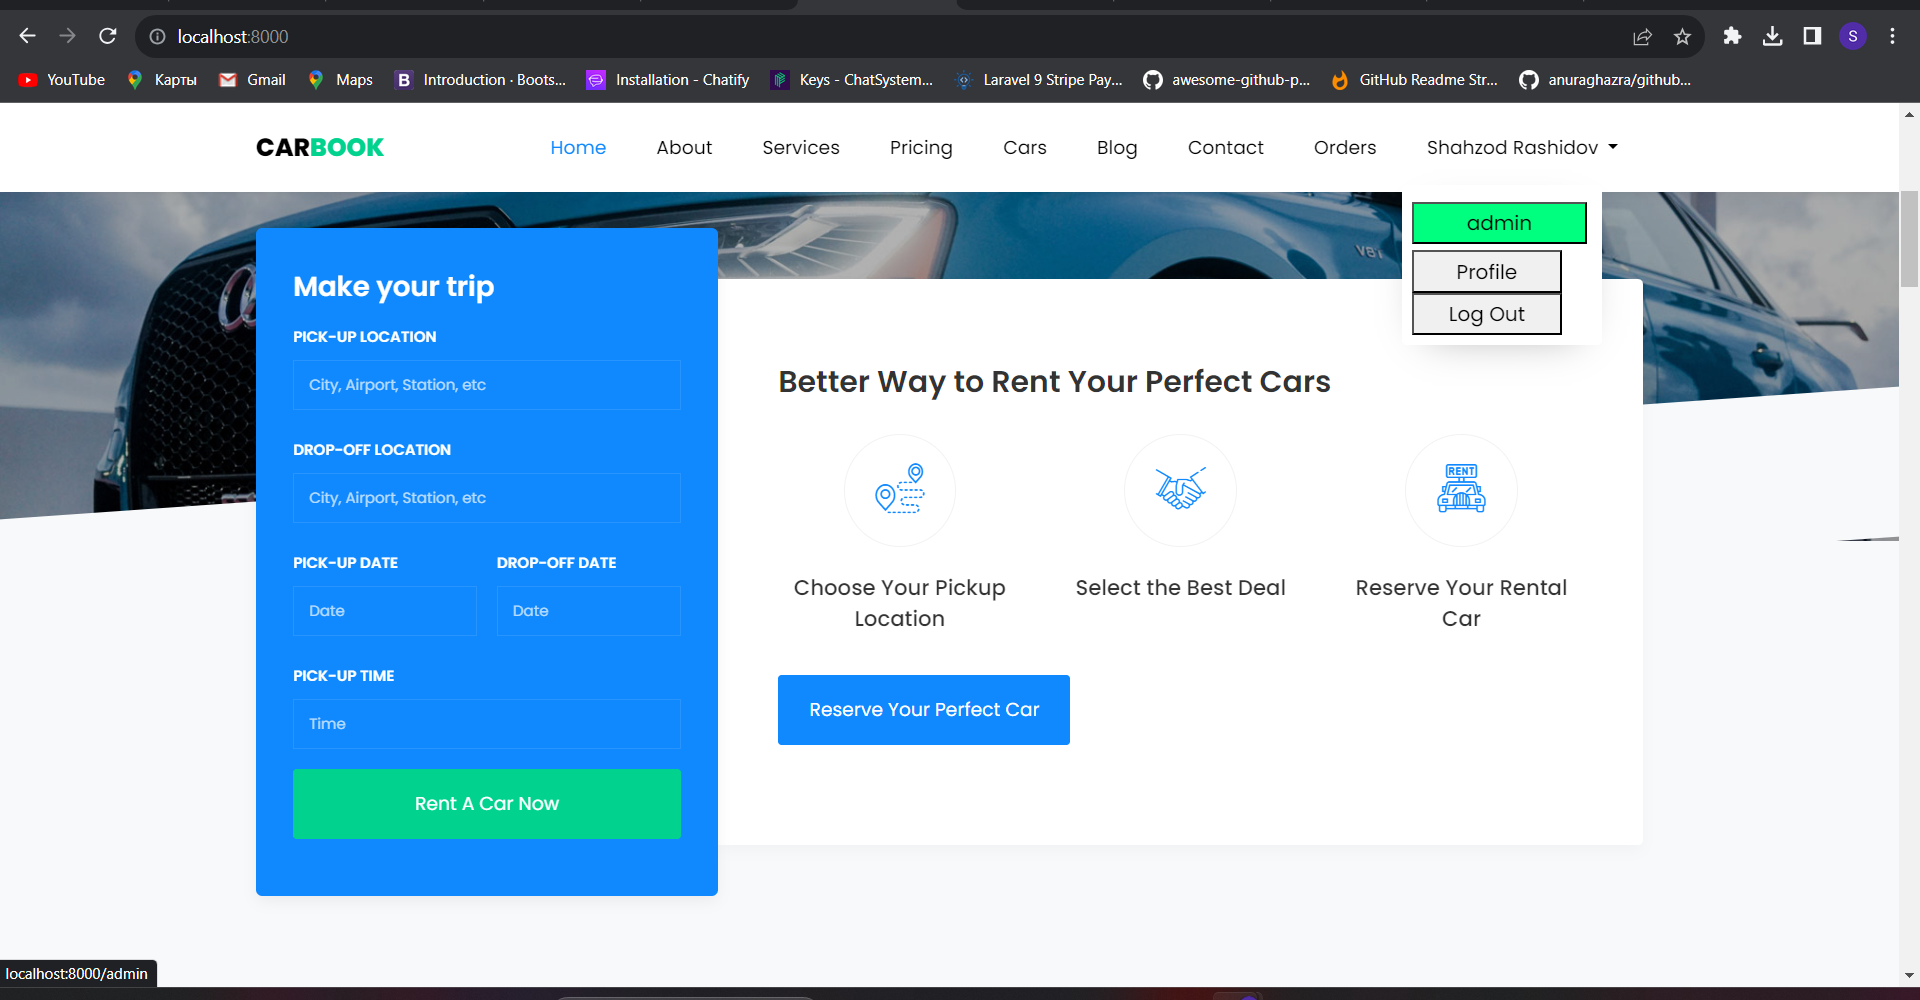 localhost:8000
S
YouTube
Карты
Gmail
Maps
B
Introduction · Boots...
Installation - Chatify
Keys - ChatSystem...
Laravel 9 Stripe Pay...
awesome-github-p...
GitHub Readme Str...
anuraghazra/github...
CARBOOK
Home
About
Services
Pricing
Cars
Blog
Contact
Orders
Shahzod Rashidov
admin
Profile
Log Out
Make your trip
PICK-UP LOCATION
City, Airport, Station, etc
DROP-OFF LOCATION
City, Airport, Station, etc
PICK-UP DATE
DROP-OFF DATE
Date
Date
PICK-UP TIME
Time
Rent A Car Now
Better Way to Rent Your Perfect Cars
RENT
Choose Your Pickup
Location
Select the Best Deal
Reserve Your Rental
Car
Reserve Your Perfect Car
localhost:8000/admin